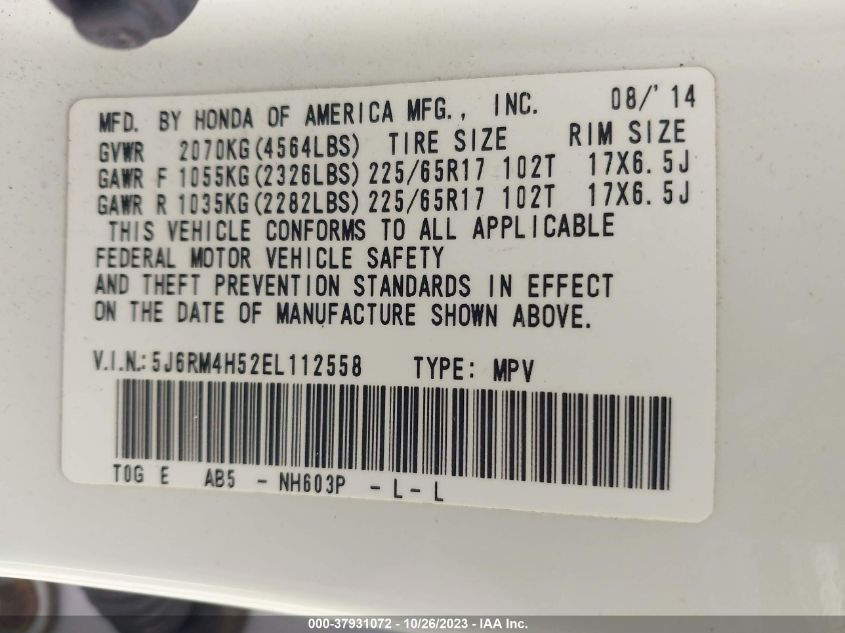 MFD. BY HONDA OF AMERICA MFG., INC. 08/'14
GVWR 2070KG(4564LBS) TIRE SIZE RIM SIZE
GAWR F 1055KG(2326LBS) 225/65R17 102T 17X6.5J
GAWR R 1035KG(2282LBS) 225/65R17 102T 17X6.5J
THIS VEHICLE CONFORMS TO ALL APPLICABLE
FEDERAL MOTOR VEHICLE SAFETY
AND THEFT PREVENTION STANDARDS IN EFFECT
ON THE DATE OF MANUFACTURE SHOWN ABOVE.
V.I.N.: 5J6RM4H52EL112558 TYPE: MPV
T0G E AB5 - NH603P - L - L
000-37931072 - 10/26/2023 - IAA Inc.